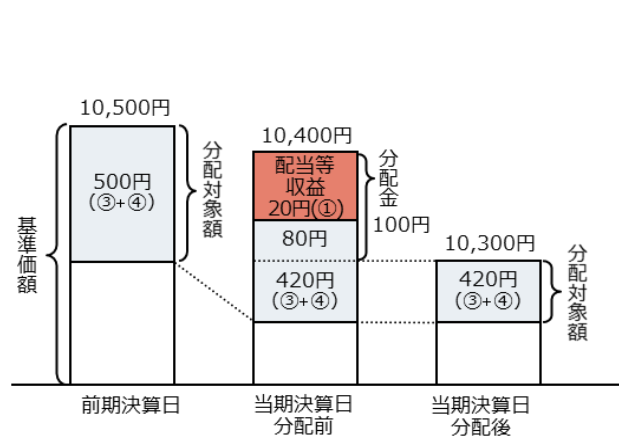 10,500円
500円
(③+④)
分配対象額
基準価額
前期決算日
10,400円
配当等
収益
20円(①)
80円
420円
(③+④)
分配金
100円
当期決算日
分配前
10,300円
420円
(③+④)
分配対象額
当期決算日
分配後